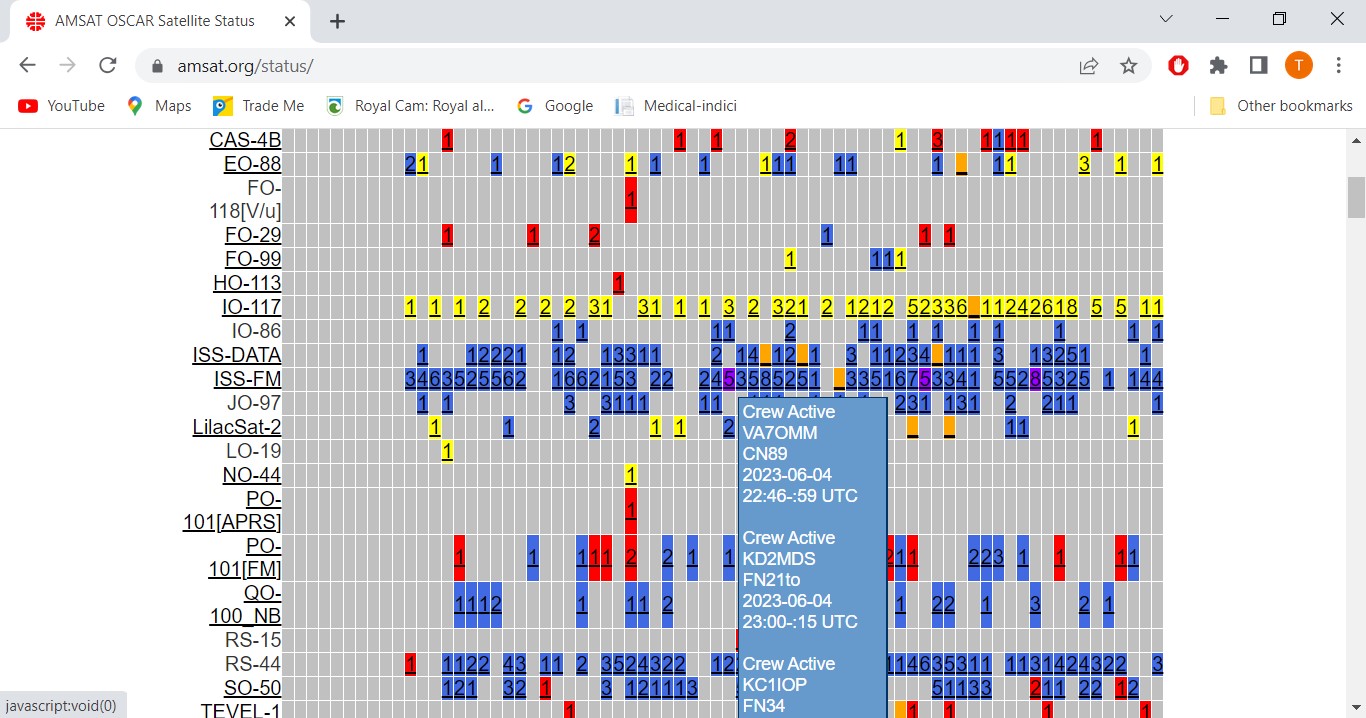 AMSAT OSCAR Satellite Status
amsat.org/status/
T
YouTube Maps Trade Me Royal Cam: Royal al... Google Medical-indici Other bookmarks
CAS-4B 1 1 1 2 1 3 1 1 1 1 1
EO-88 2 1 1 1 2 1 1 1 1 1 1 1 1 1 1 1 3 1 1
FO-
118[V/u] 1
FO-29 1 1 2 1 1 1
FO-99 1 1 1 1
HO-113 1
IO-117 1 1 1 2 2 2 2 3 1 3 1 1 1 3 2 3 2 1 2 1 2 1 2 5 2 3 3 6 1 1 2 4 2 6 1 8 5 5 1 1
IO-86 1 1 1 1 2 1 1 1 1 1 1 1 1 1
ISS-DATA 1 1 2 2 2 1 1 2 1 3 3 1 1 2 1 4 1 2 1 3 1 1 2 3 4 1 1 1 3 1 3 2 5 1 1
ISS-FM 3 4 6 3 5 2 5 5 6 2 1 6 6 2 1 5 3 2 2 2 4 5 3 5 8 5 2 5 1 3 3 5 1 6 7 5 3 3 4 1 5 5 2 8 5 3 2 5 1 1 4 4
JO-97 1 1 3 3 1 1 1 1 1 2 3 1 1 3 1 2 2 1 1 1
LilacSat-2 1 1 2 1 1 2 1 1 1
LO-19 1
NO-44 1
PO-
101[APRS] 1
PO-
101[FM] 1 1 1 1 1 2 2 1 1 2 1 1 2 2 3 1 1 1 1
QO-
100_NB 1 1 1 2 1 1 1 2 1 2 2 1 3 2 1
RS-15
RS-44 1 1 1 2 2 4 3 1 1 2 3 5 2 4 3 2 2 1 2 1 1 4 6 3 5 3 1 1 1 1 3 1 4 2 4 3 2 2 3
SO-50 1 2 1 3 2 1 3 1 2 1 1 1 3 5 1 1 3 3 2 1 1 2 2 1 2
TEVEL-1 1 1 1 1 1
Crew Active
VA7OMM
CN89
2023-06-04
22:46-:59 UTC
Crew Active
KD2MDS
FN21to
2023-06-04
23:00-:15 UTC
Crew Active
KC1IOP
FN34
javascript:void(0)